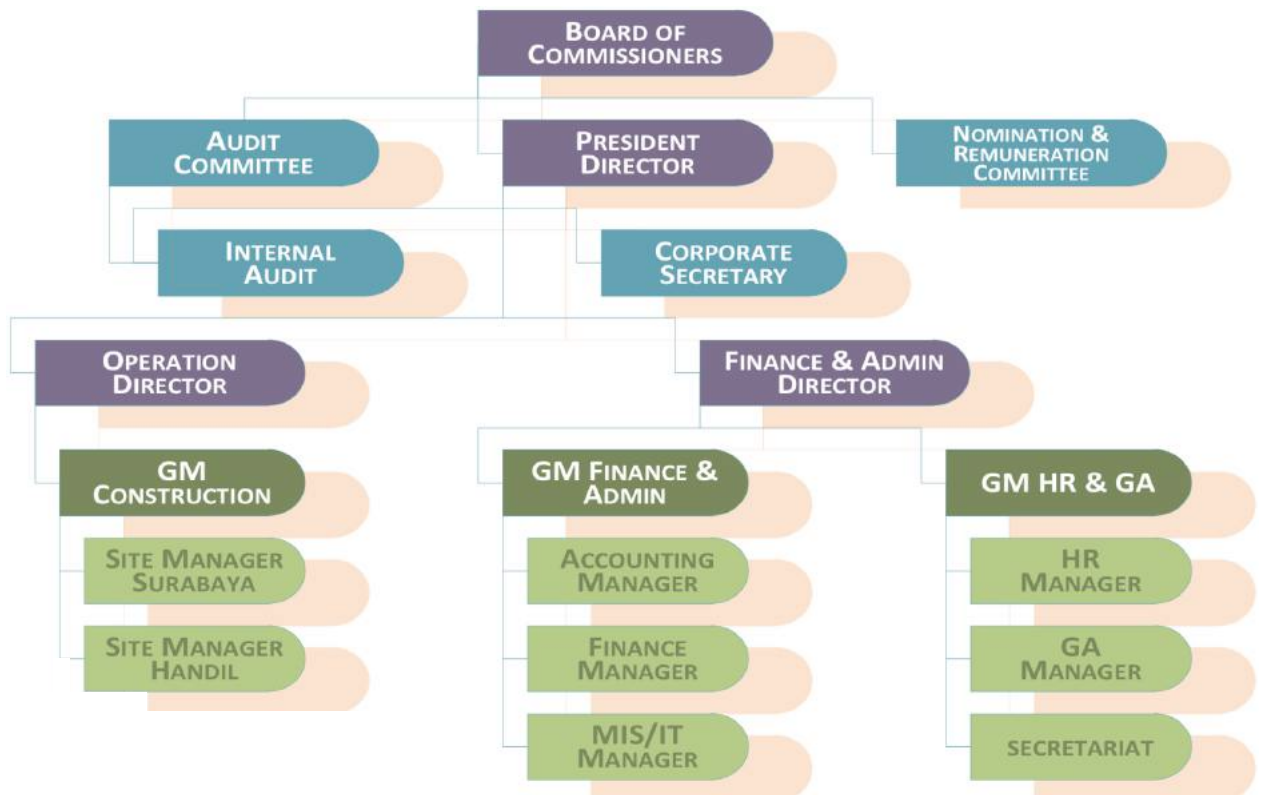 BOARD OF
COMMISSIONERS
AUDIT
COMMITTEE
PRESIDENT
DIRECTOR
NOMINATION &
REMUNERATION
COMMITTEE
INTERNAL
AUDIT
CORPORATE
SECRETARY
OPERATION
DIRECTOR
FINANCE & ADMIN
DIRECTOR
GM
CONSTRUCTION
GM FINANCE &
ADMIN
GM HR & GA
SITE MANAGER
SURABAYA
ACCOUNTING
MANAGER
HR
MANAGER
SITE MANAGER
HANDIL
FINANCE
MANAGER
GA
MANAGER
MIS/IT
MANAGER
SECRETARIAT